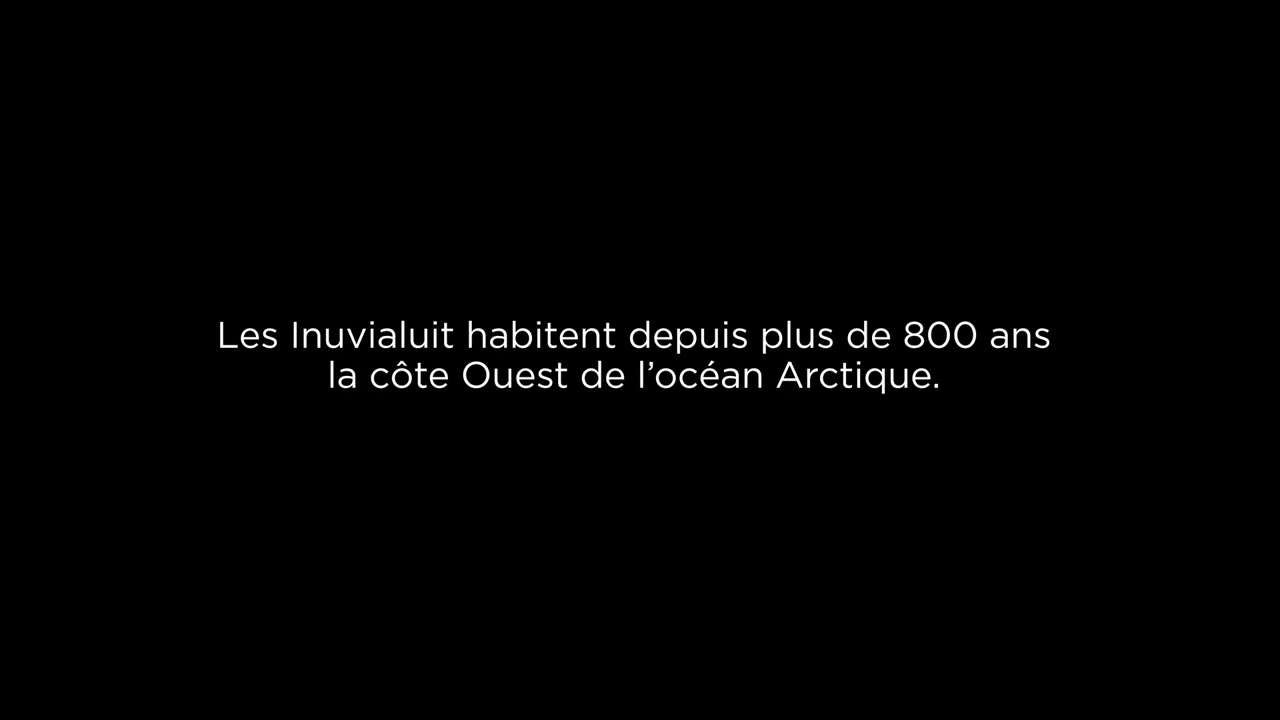 Les Inuvialuit habitent depuis plus de 800 ans
la côte Ouest de l’océan Arctique.